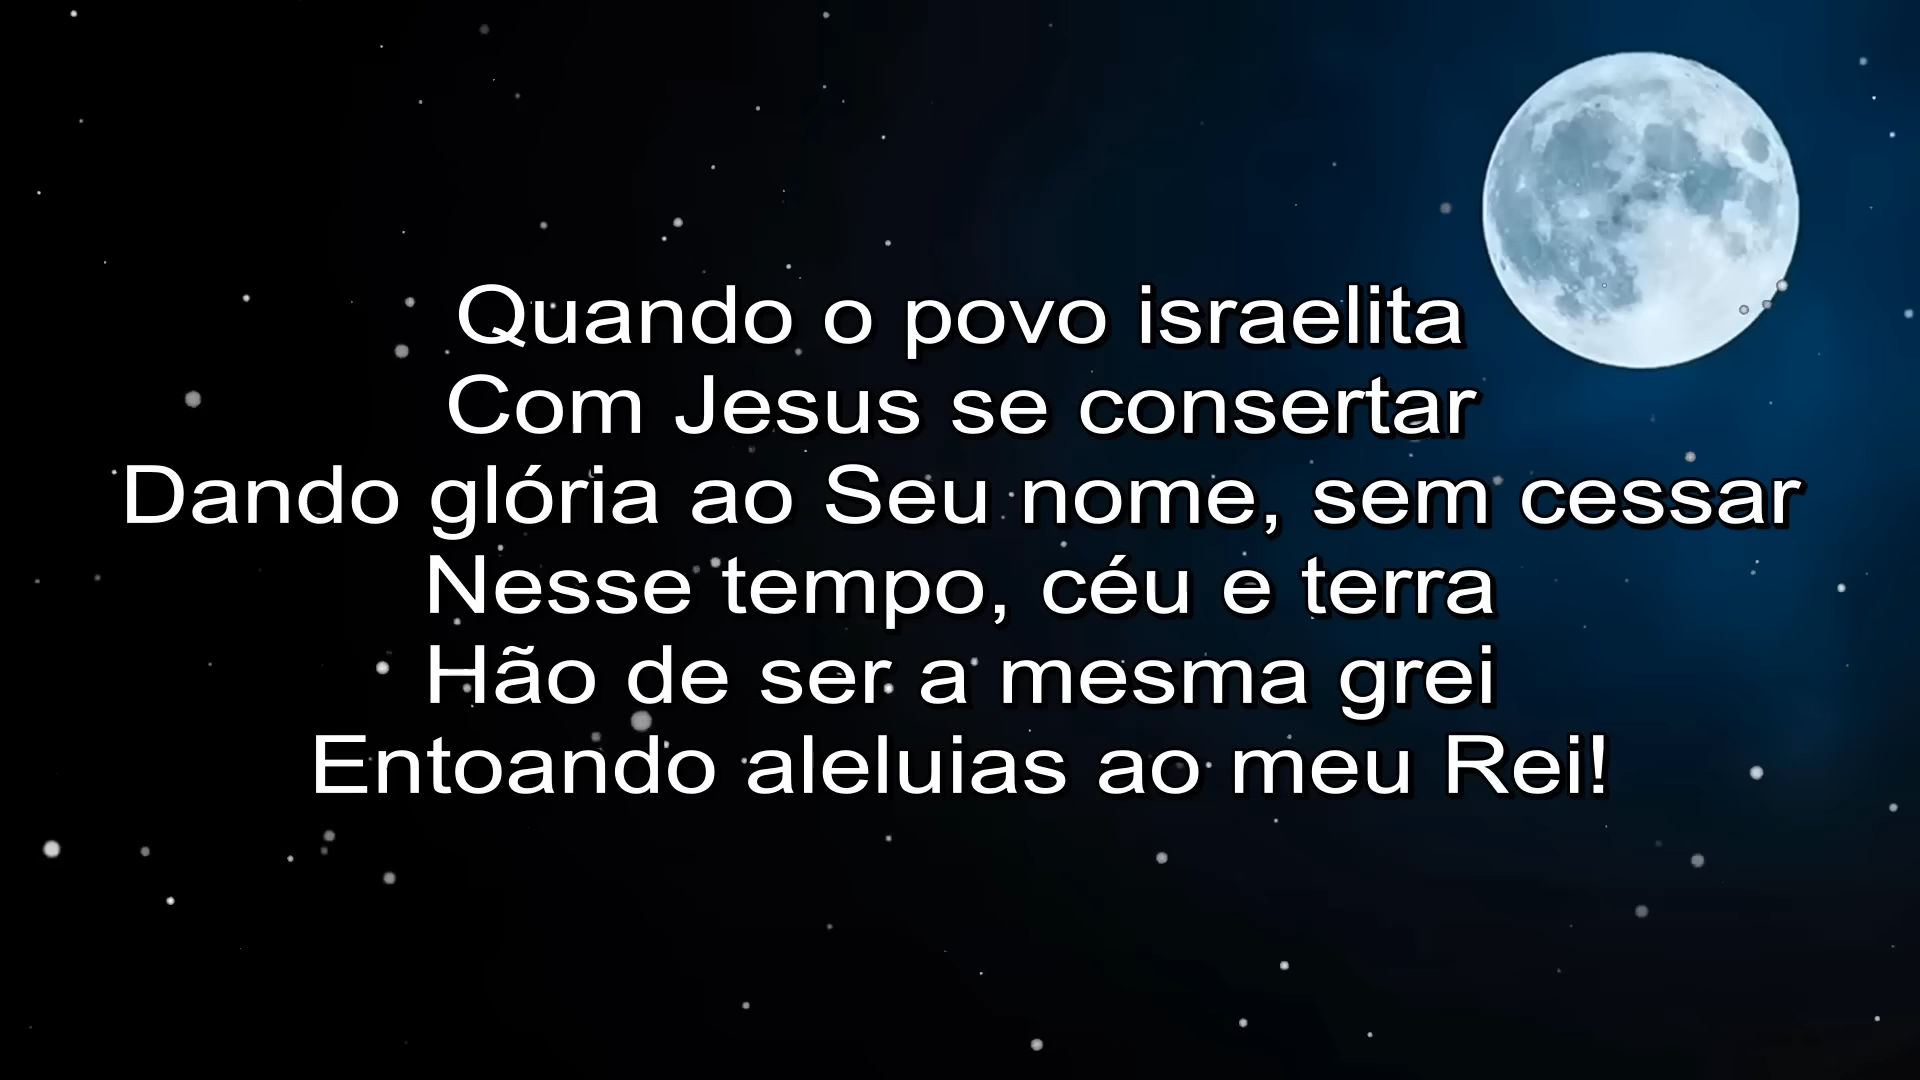 Quando o povo israelita
Com Jesus se consertar
Dando glória ao Seu nome, sem cessar
Nesse tempo, céu e terra
Hão de ser a mesma grei
Entoando aleluias ao meu Rei!